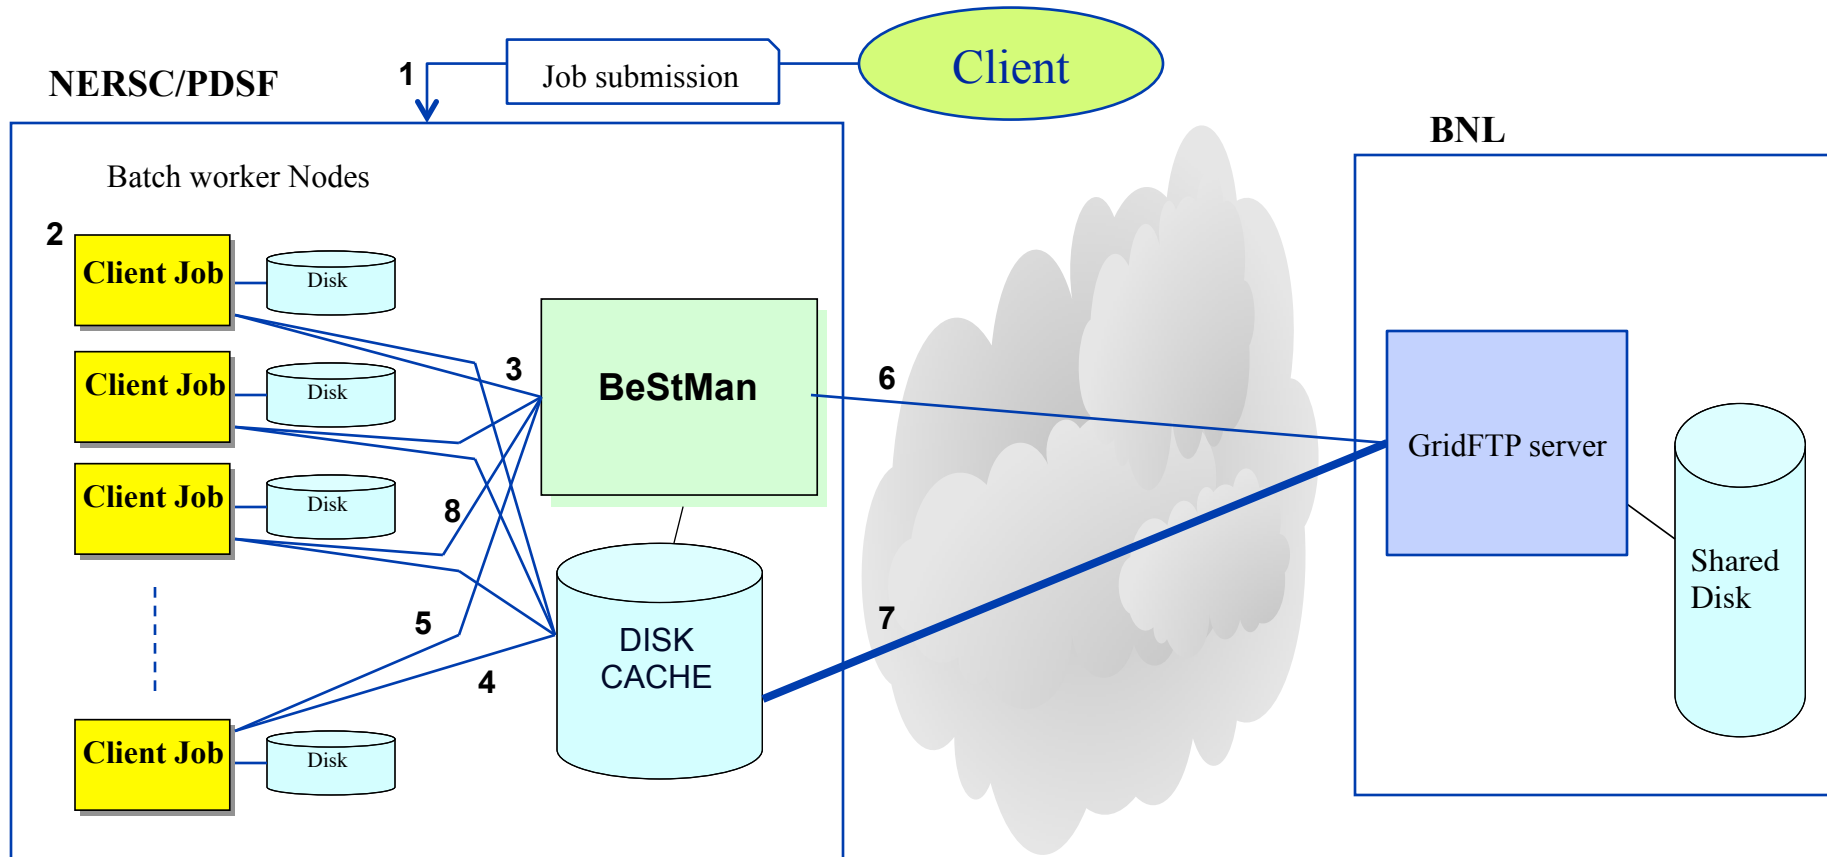 1
Job submission
Client
NERSC/PDSF
BNL
Batch worker Nodes
2
Client Job
Disk
Client Job
Disk
3
BeStMan
6
GridFTP server
Client Job
Disk
8
Shared
Disk
5
4
DISK
CACHE
7
Client Job
Disk